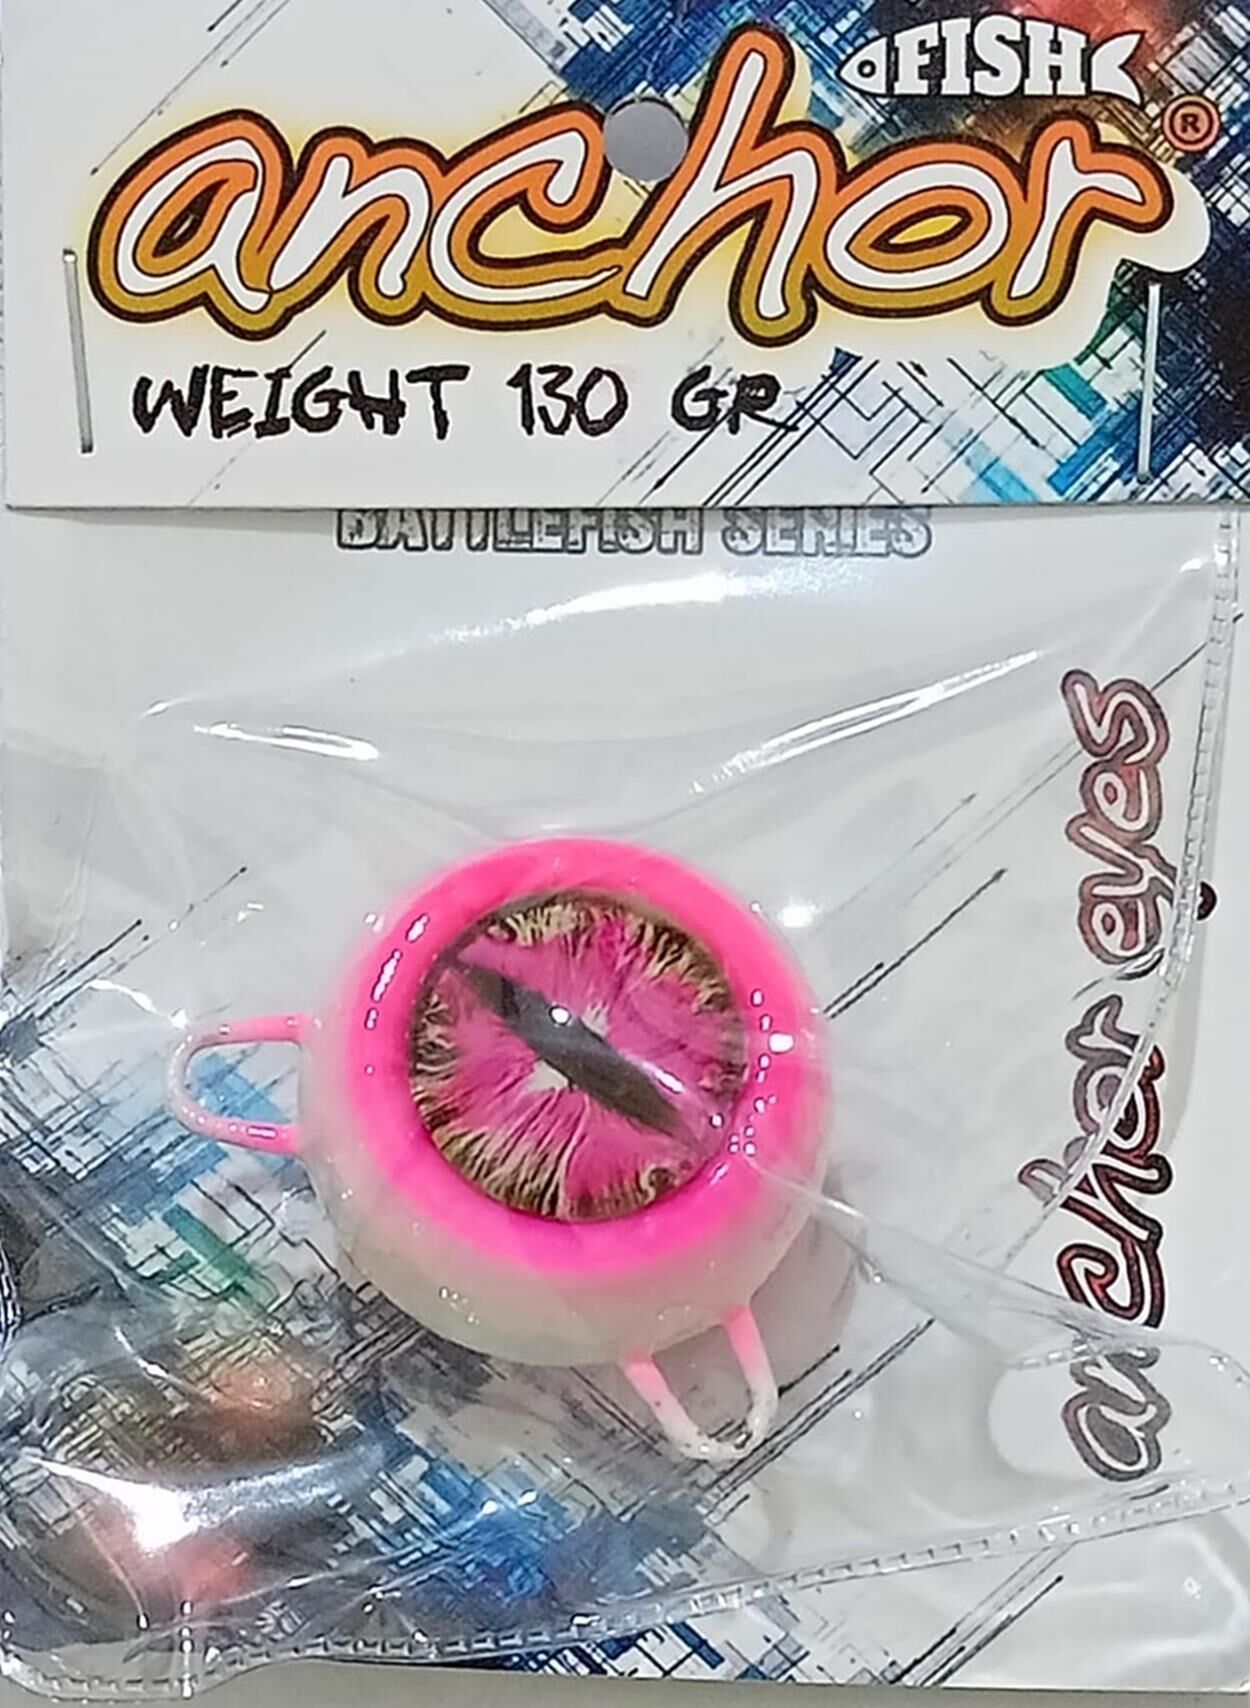 FISH
anchor ®
WEIGHT 130 GR
BATTLEFISH SERIES
anchor eyes